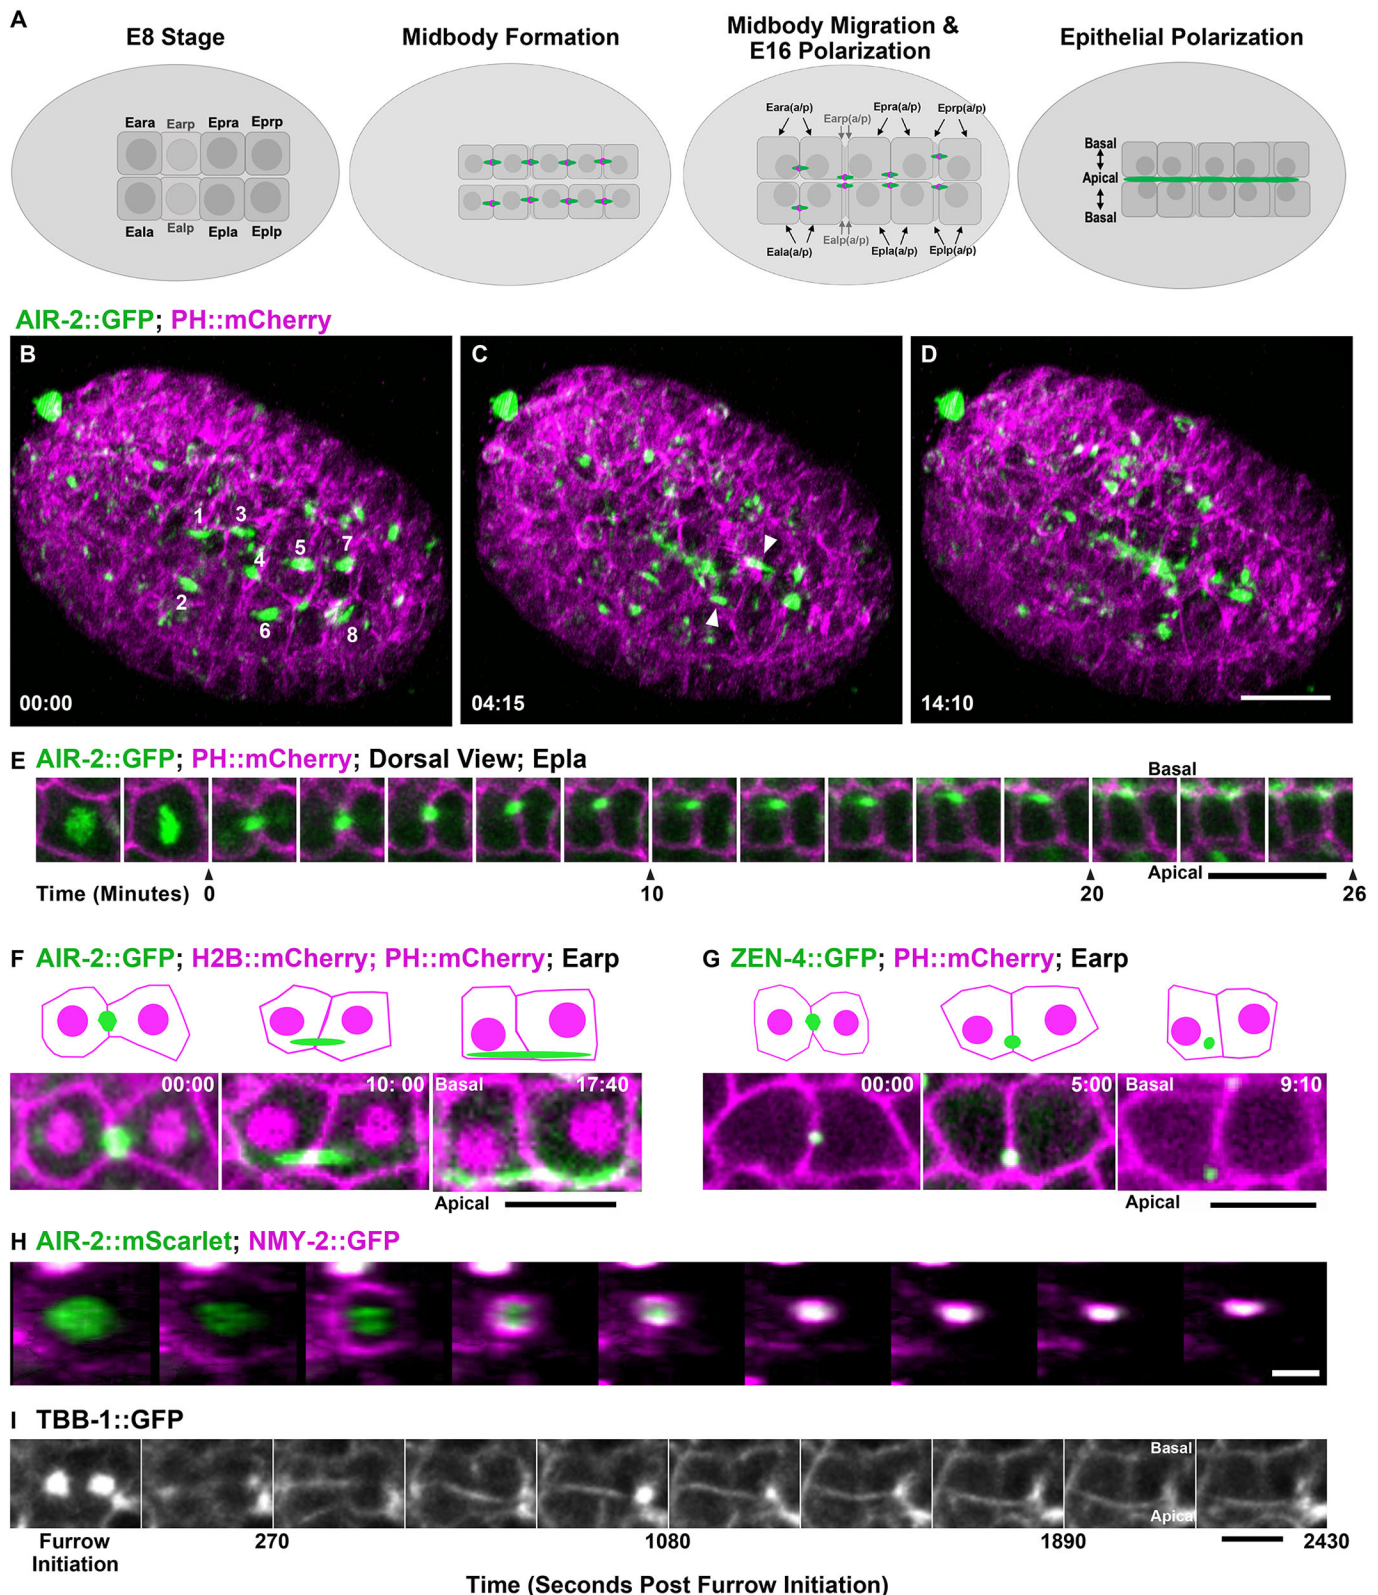 A
E8 Stage
Midbody Formation
Midbody Migration &
E16 Polarization
Epithelial Polarization
Eara Earp Epra Eprp
Eala Ealp Epla Eplp
Eara(a/p) Earp(a/p) Epra(a/p) Eprp(a/p)
Eala(a/p) Ealp(a/p) Epla(a/p) Eplp(a/p)
Basal
Apical
Basal
AIR-2::GFP; PH::mCherry
B
1 3
4 5 7
2
6 8
00:00
C
04:15
D
14:10
E AIR-2::GFP; PH::mCherry; Dorsal View; Epla
Basal
Apical
Time (Minutes) 0 10 20 26
F AIR-2::GFP; H2B::mCherry; PH::mCherry; Earp
00:00 10:00 Basal 17:40
Apical
G ZEN-4::GFP; PH::mCherry; Earp
00:00 5:00 Basal 9:10
Apical
H AIR-2::mScarlet; NMY-2::GFP
I TBB-1::GFP
Basal
Apical
Furrow
Initiation
270 1080 1890 2430
Time (Seconds Post Furrow Initiation)